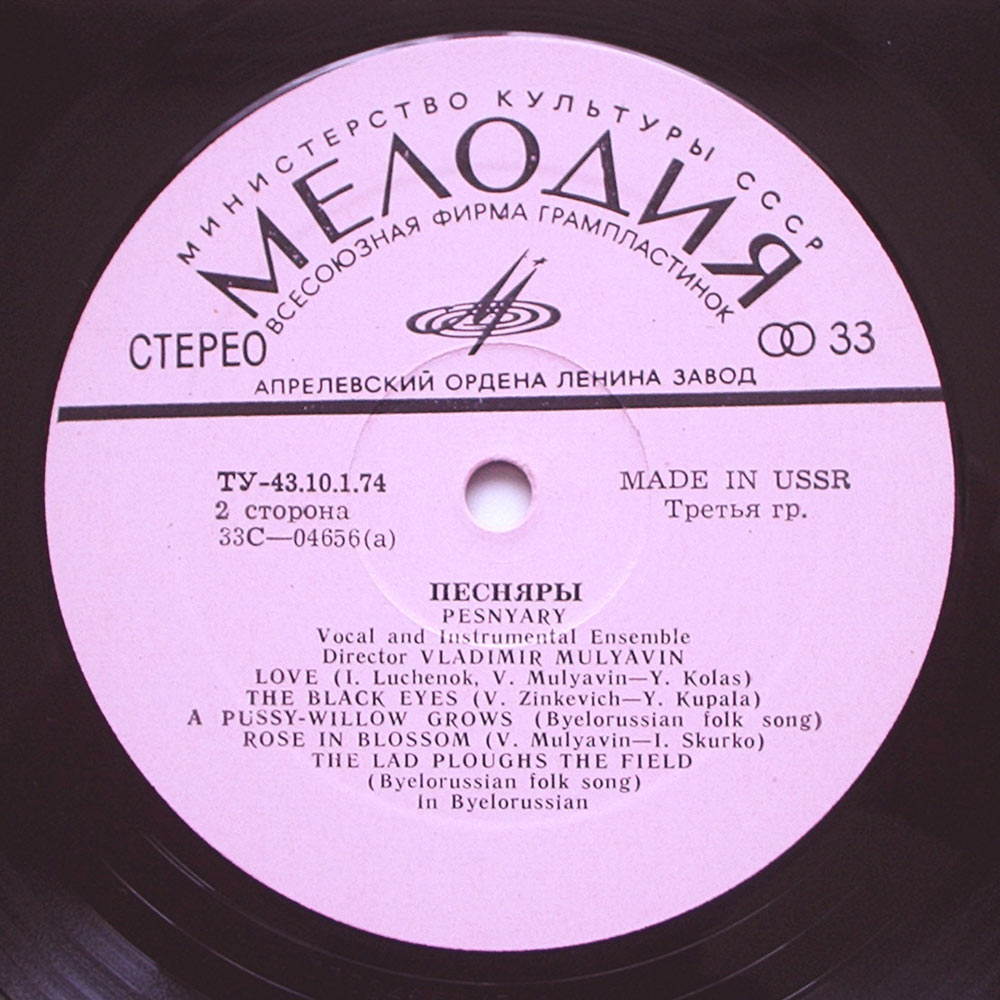 МИНИСТЕРСТВО КУЛЬТУРЫ СССР
МЕЛОДИЯ
ВСЕСОЮЗНАЯ ФИРМА ГРАМПЛАСТИНОК
СТЕРЕО
33
АПРЕЛЕВСКИЙ ОРДЕНА ЛЕНИНА ЗАВОД
ТУ-43.10.1.74
MADE IN USSR
2 сторона
Третья гр.
33С—04656(а)
ПЕСНЯРЫ
PESNYARY
Vocal and Instrumental Ensemble
Director VLADIMIR MULYAVIN
LOVE (I. Luchenok, V. Mulyavin—Y. Kolas)
THE BLACK EYES (V. Zinkevich—Y. Kupala)
A PUSSY-WILLOW GROWS (Byelorussian folk song)
ROSE IN BLOSSOM (V. Mulyavin—I. Skurko)
THE LAD PLOUGHS THE FIELD
(Byelorussian folk song)
in Byelorussian